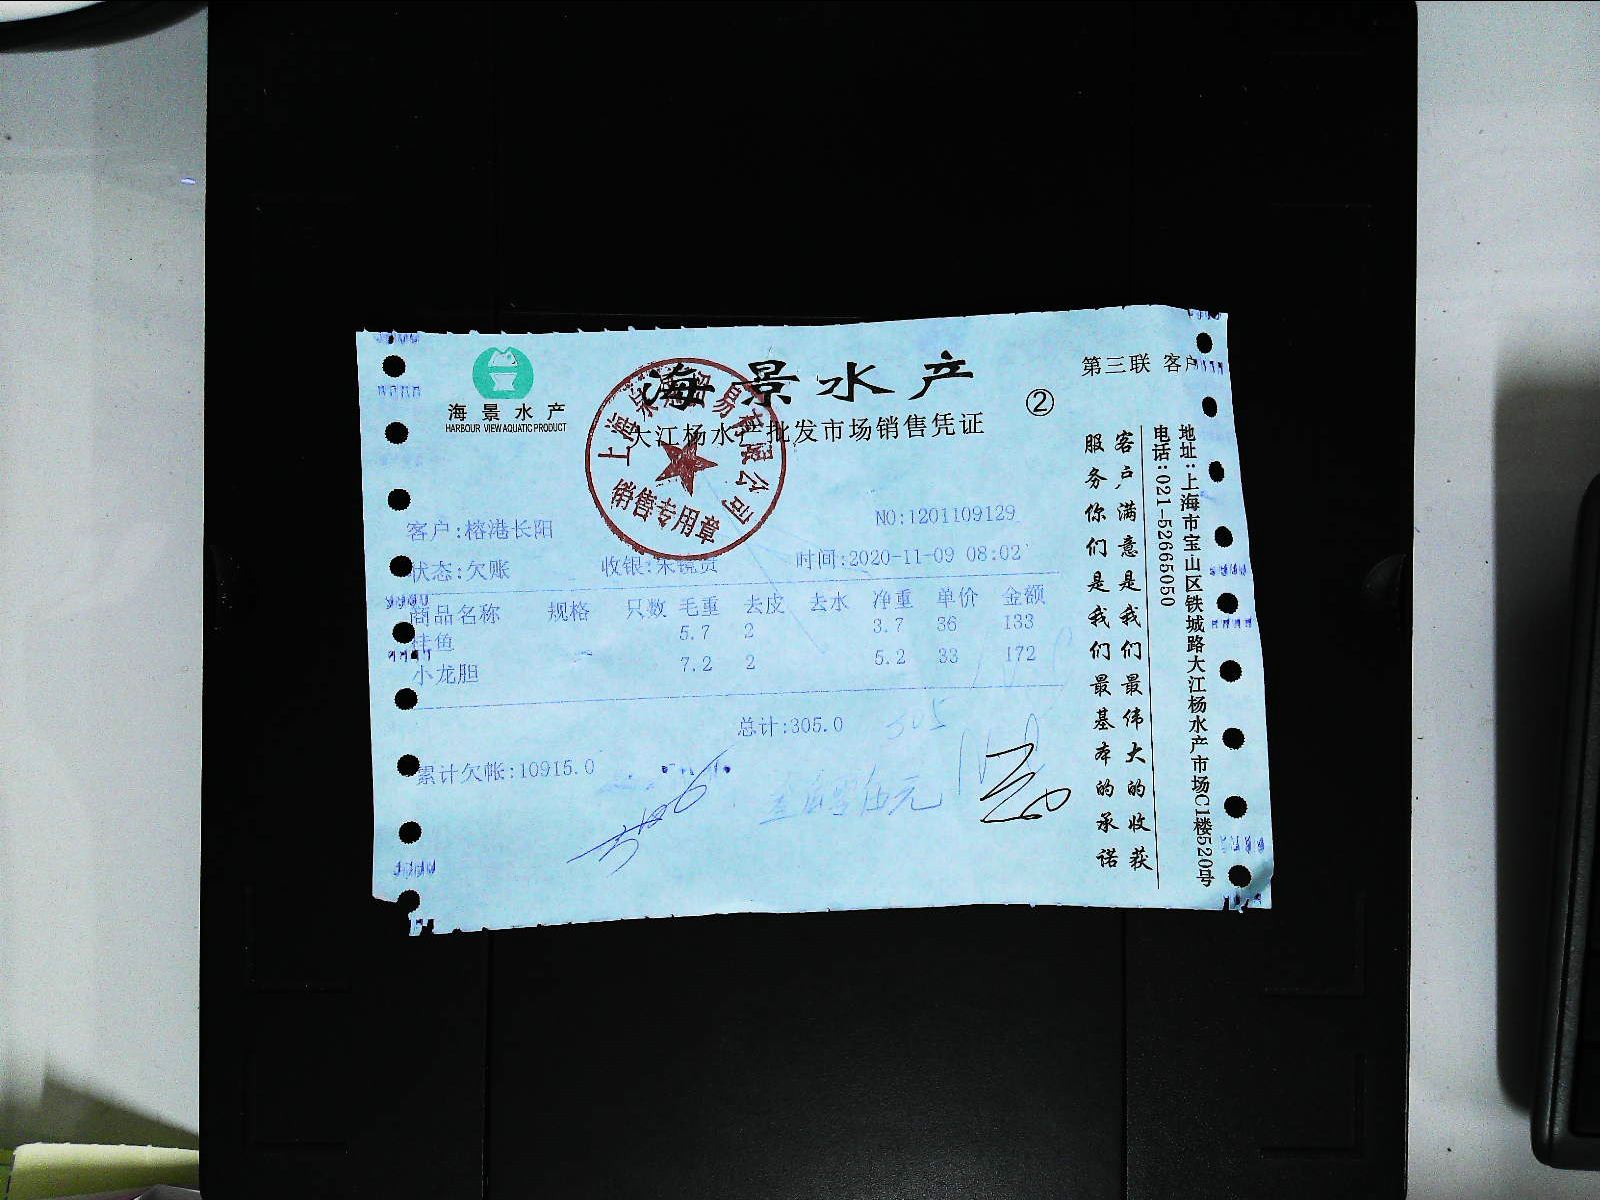 海景水产
HARBOUR VIEW AQUATIC PRODUCT
海景水产
大江杨水产批发市场销售凭证
②
第三联 客户
销售专用章
NO:1201109129
客户:榕港长阳
状态:欠账 收银: 时间:2020-11-09 08:02
商品名称 规格 只数 毛重 去皮 去水 净重 单价 金额
桂鱼 5.7 2 3.7 36 133
小龙胆 7.2 2 5.2 33 172
总计:305.0
305
累计欠帐:10915.0
叁百零伍元
客户满意是我们最伟大的收获
服务你们是我们最基本的承诺
地址:上海市宝山区铁城路大江杨水产市场C1楼520号
电话:021-52665050